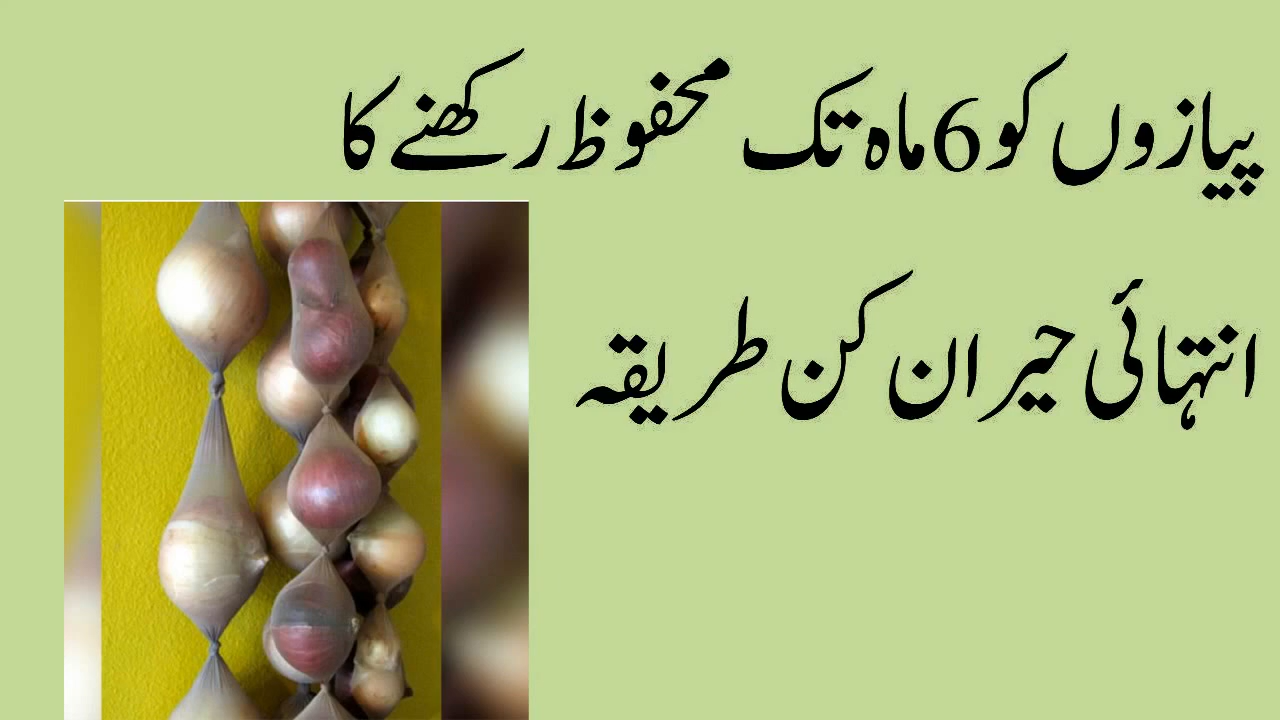 پیازوں کو 6 ماہ تک محفوظ رکھنے کا
انتہائی حیران کن طریقہ